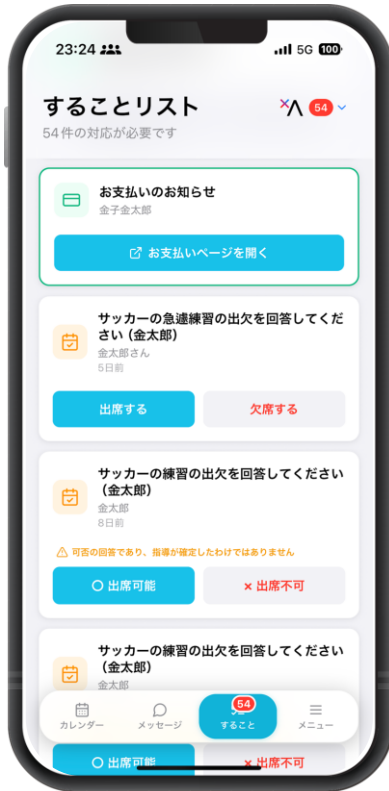 23:24
5G 100
することリスト
54
54件の対応が必要です
お支払いのお知らせ
金子金太郎
お支払いページを開く
サッカーの急遽練習の出欠を回答してくだ
さい (金太郎)
金太郎さん
5日前
出席する
欠席する
サッカーの練習の出欠を回答してください
(金太郎)
金太郎
8日前
可否の回答であり、指導が確定したわけではありません
○ 出席可能
× 出席不可
サッカーの練習の出欠を回答してください
(金太郎)
金太郎
54
カレンダー
メッセージ
すること
メニュー
○ 出席可能
× 出席不可